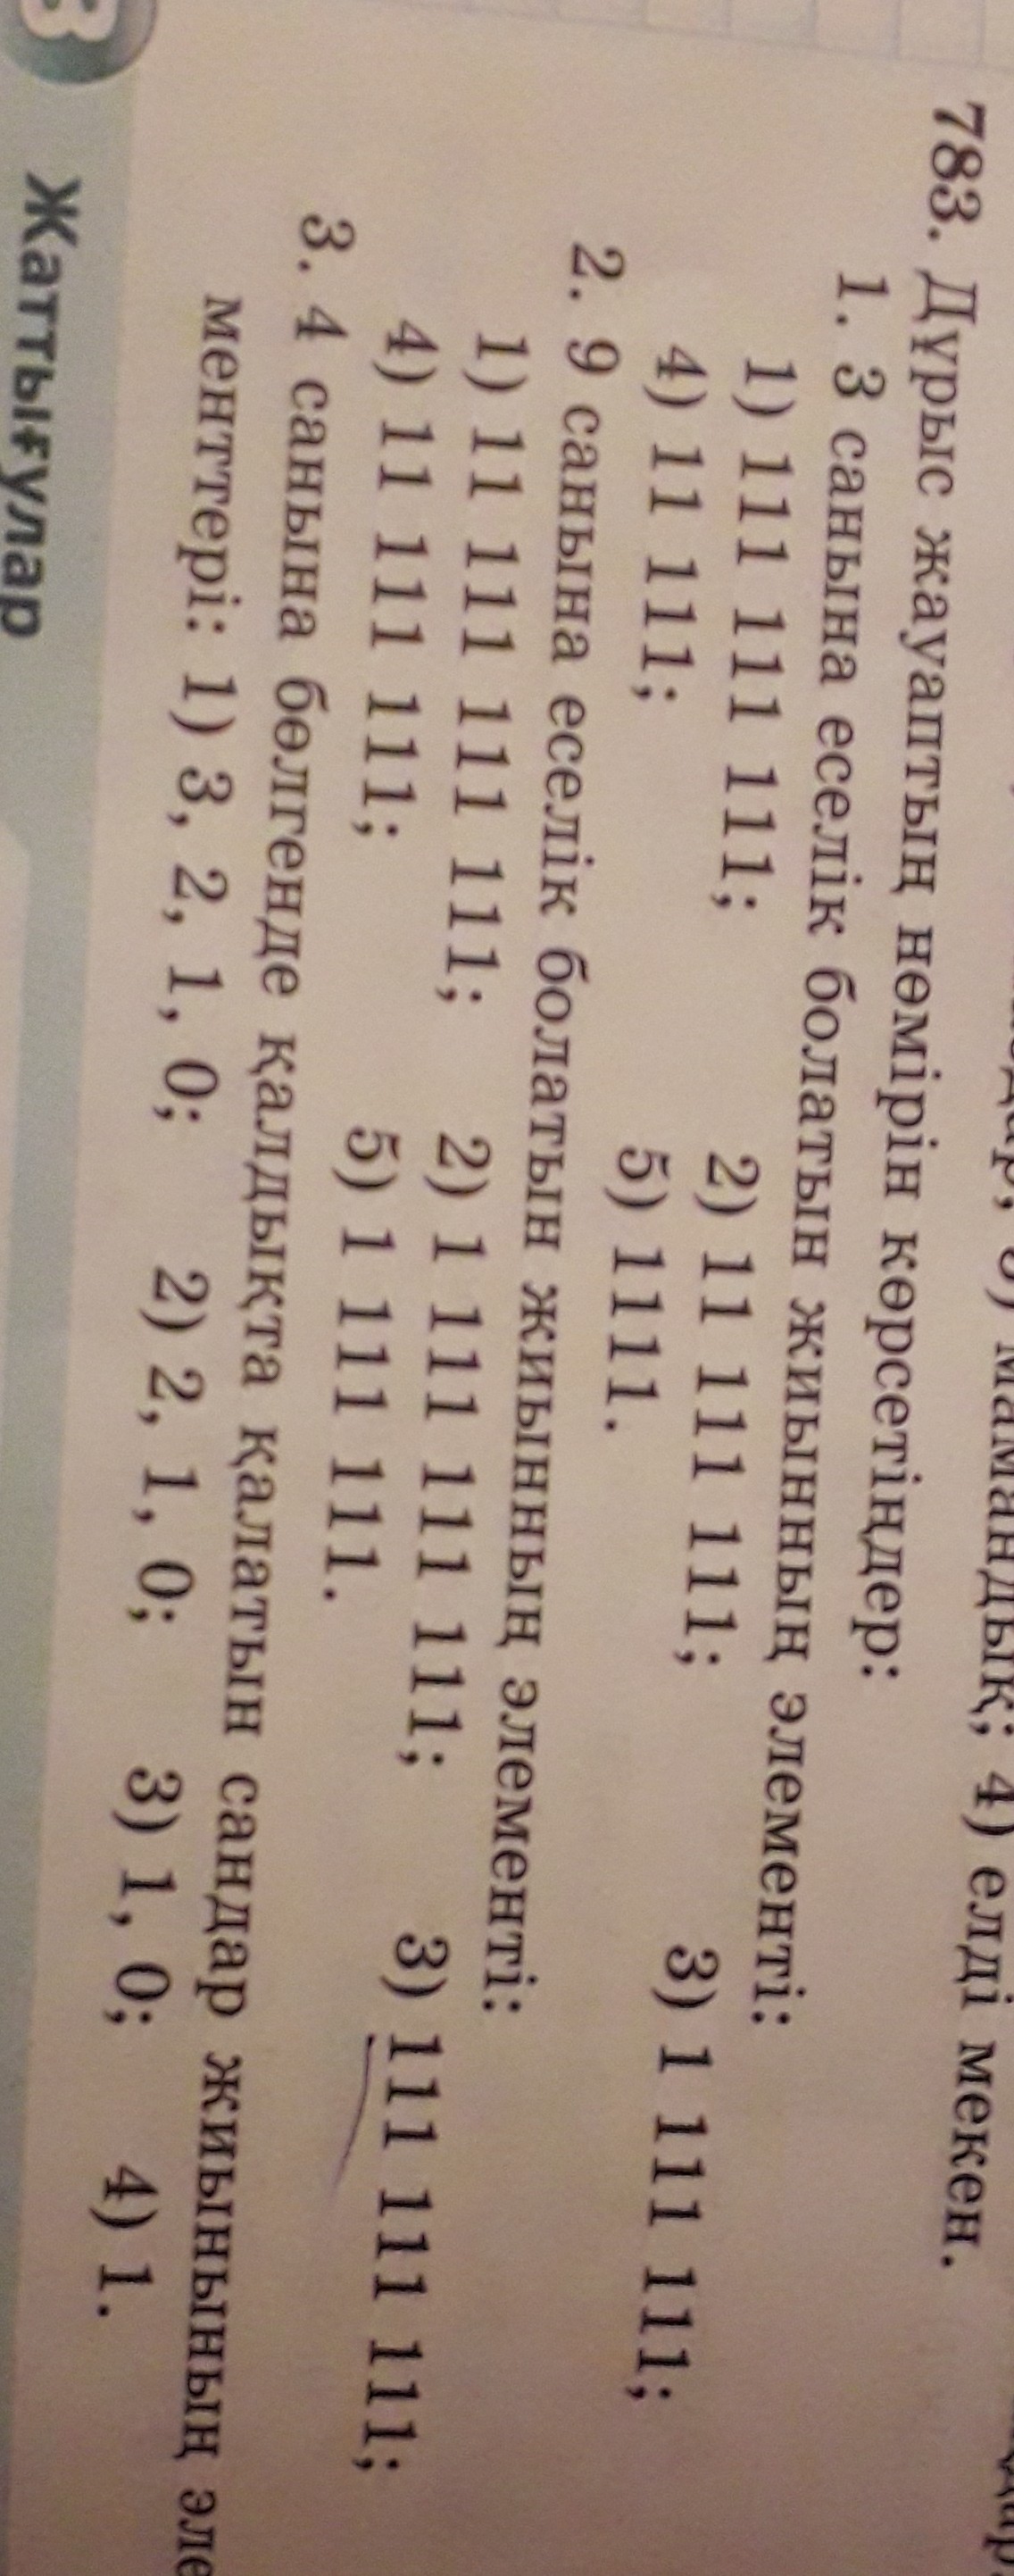 4) елді мекен.
783. Дұрыс жауаптың нөмірін көрсетіңдер:
1. 3 санына еселік болатын жиынның элементі:
1) 111 111 111; 2) 11 111 111; 3) 1 111 111;
4) 11 111; 5) 1111.
2. 9 санына еселік болатын жиынның элементі:
1) 11 111 111 111; 2) 1 111 111 111; 3) 111 111 111;
4) 11 111 111; 5) 1 111 111.
3. 4 санына бөлгенде қалдықта қалатын сандар жиынының эле
менттері: 1) 3, 2, 1, 0; 2) 2, 1, 0; 3) 1, 0; 4) 1.
Жаттығулар